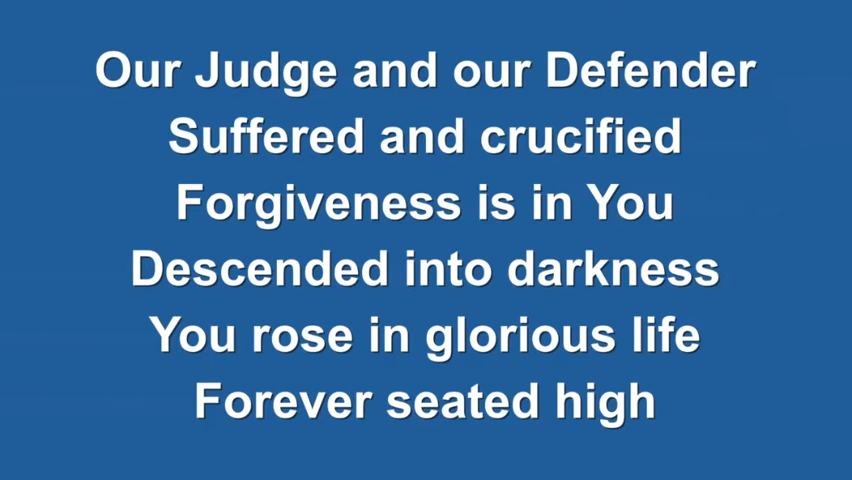 Our Judge and our Defender
Suffered and crucified
Forgiveness is in You
Descended into darkness
You rose in glorious life
Forever seated high